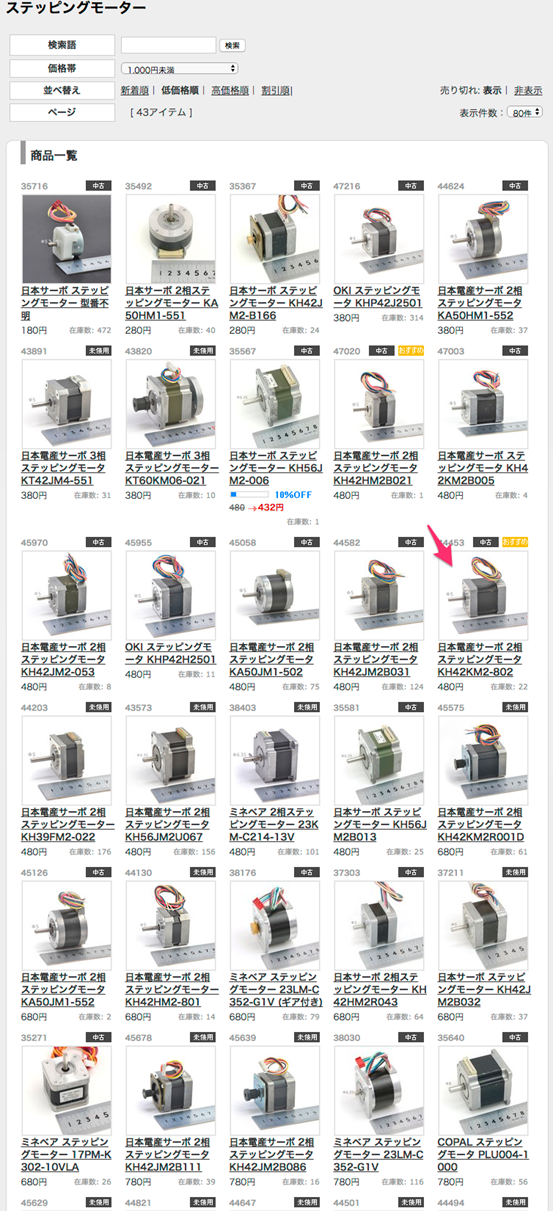 ステッピングモーター
検索語 検索
価格帯 1,000円未満
並べ替え 新着順| 低価格順| 高価格順| 割引順| 売り切れ: 表示| 非表示
ページ [ 43アイテム ] 表示件数： 80件
商品一覧
35716 中古
日本サーボ ステッピ
ングモーター 型番不
明
180円 在庫数: 472
35492 中古
日本サーボ 2相ステ
ッピングモーター KA
50HM1-551
280円 在庫数: 40
35367 中古
日本サーボ ステッピ
ングモーター KH42J
M2-B166
280円 在庫数: 24
47216 中古
OKI ステッピングモ
ータ KHP42J2501
380円 在庫数: 314
44624 中古
日本電産サーボ 2相
ステッピングモータ
KA50HM1-552
380円 在庫数: 37
43891 未使用
日本電産サーボ 3相
ステッピングモータ
KT42JM4-551
380円 在庫数: 31
43820 未使用
日本電産サーボ 3相
ステッピングモーター
KT60KM06-021
380円 在庫数: 10
35567 中古
日本サーボ ステッピ
ングモーター KH56J
M2-006
10%OFF
480 →432円
在庫数: 1
47020 中古 おすすめ
日本電産サーボ 2相
ステッピングモータ
KH42HM2B021
480円 在庫数: 1
47003 中古
日本電産サーボ ステ
ッピングモータ KH4
2KM2B005
480円 在庫数: 4
45970 中古
日本電産サーボ 2相
ステッピングモータ
KH42JM2-053
480円 在庫数: 8
45955 中古
OKI ステッピングモ
ータ KHP42H2501
480円 在庫数: 11
45058 中古
日本電産サーボ 2相
ステッピングモータ
KA50JM1-502
480円 在庫数: 75
44582 中古
日本電産サーボ 2相
ステッピングモータ
KH42JM2B031
480円 在庫数: 124
44453 中古 おすすめ
日本電産サーボ 2相
ステッピングモータ
KH42KM2-802
480円 在庫数: 22
44203 未使用
日本電産サーボ 2相
ステッピングモーター
KH39FM2-022
480円 在庫数: 176
43573 未使用
日本電産サーボ 2相
ステッピングモータ
KH56JM2U067
480円 在庫数: 156
38403 未使用
ミネベア 2相ステッ
ピングモーター 23K
M-C214-13V
480円 在庫数: 101
35581 中古
日本サーボ ステッピ
ングモーター KH56J
M2B013
480円 在庫数: 25
45575 未使用
日本電産サーボ 2相
ステッピングモータ
KH42KM2R001D
680円 在庫数: 61
45126 中古
日本電産サーボ 2相
ステッピングモータ
KA50JM1-552
680円 在庫数: 2
44130 未使用
日本電産サーボ 2相
ステッピングモーター
KH42HM2-801
680円 在庫数: 14
38176 中古
ミネベア ステッピン
グモーター 23LM-C
352-G1V (ギア付き)
680円 在庫数: 79
37303 中古
日本サーボ 2相ステ
ッピングモーター KH
42HM2R043
680円 在庫数: 64
37211 未使用
日本サーボ ステッピ
ングモーター KH42J
M2B032
680円 在庫数: 37
35271 中古
ミネベア ステッピン
グモーター 17PM-K
302-10VLA
680円 在庫数: 26
45678 未使用
日本電産サーボ 2相
ステッピングモータ
KH42JM2B111
780円 在庫数: 39
45639 未使用
日本電産サーボ 2相
ステッピングモータ
KH42JM2B086
780円 在庫数: 16
38030 中古
ミネベア ステッピン
グモーター 23LM-C
352-G1V
780円 在庫数: 116
35640 中古
COPAL ステッピン
グモータ PLU004-1
000
780円 在庫数: 56
45629 未使用
44821 未使用
44647 未使用
44501 未使用
44494 未使用